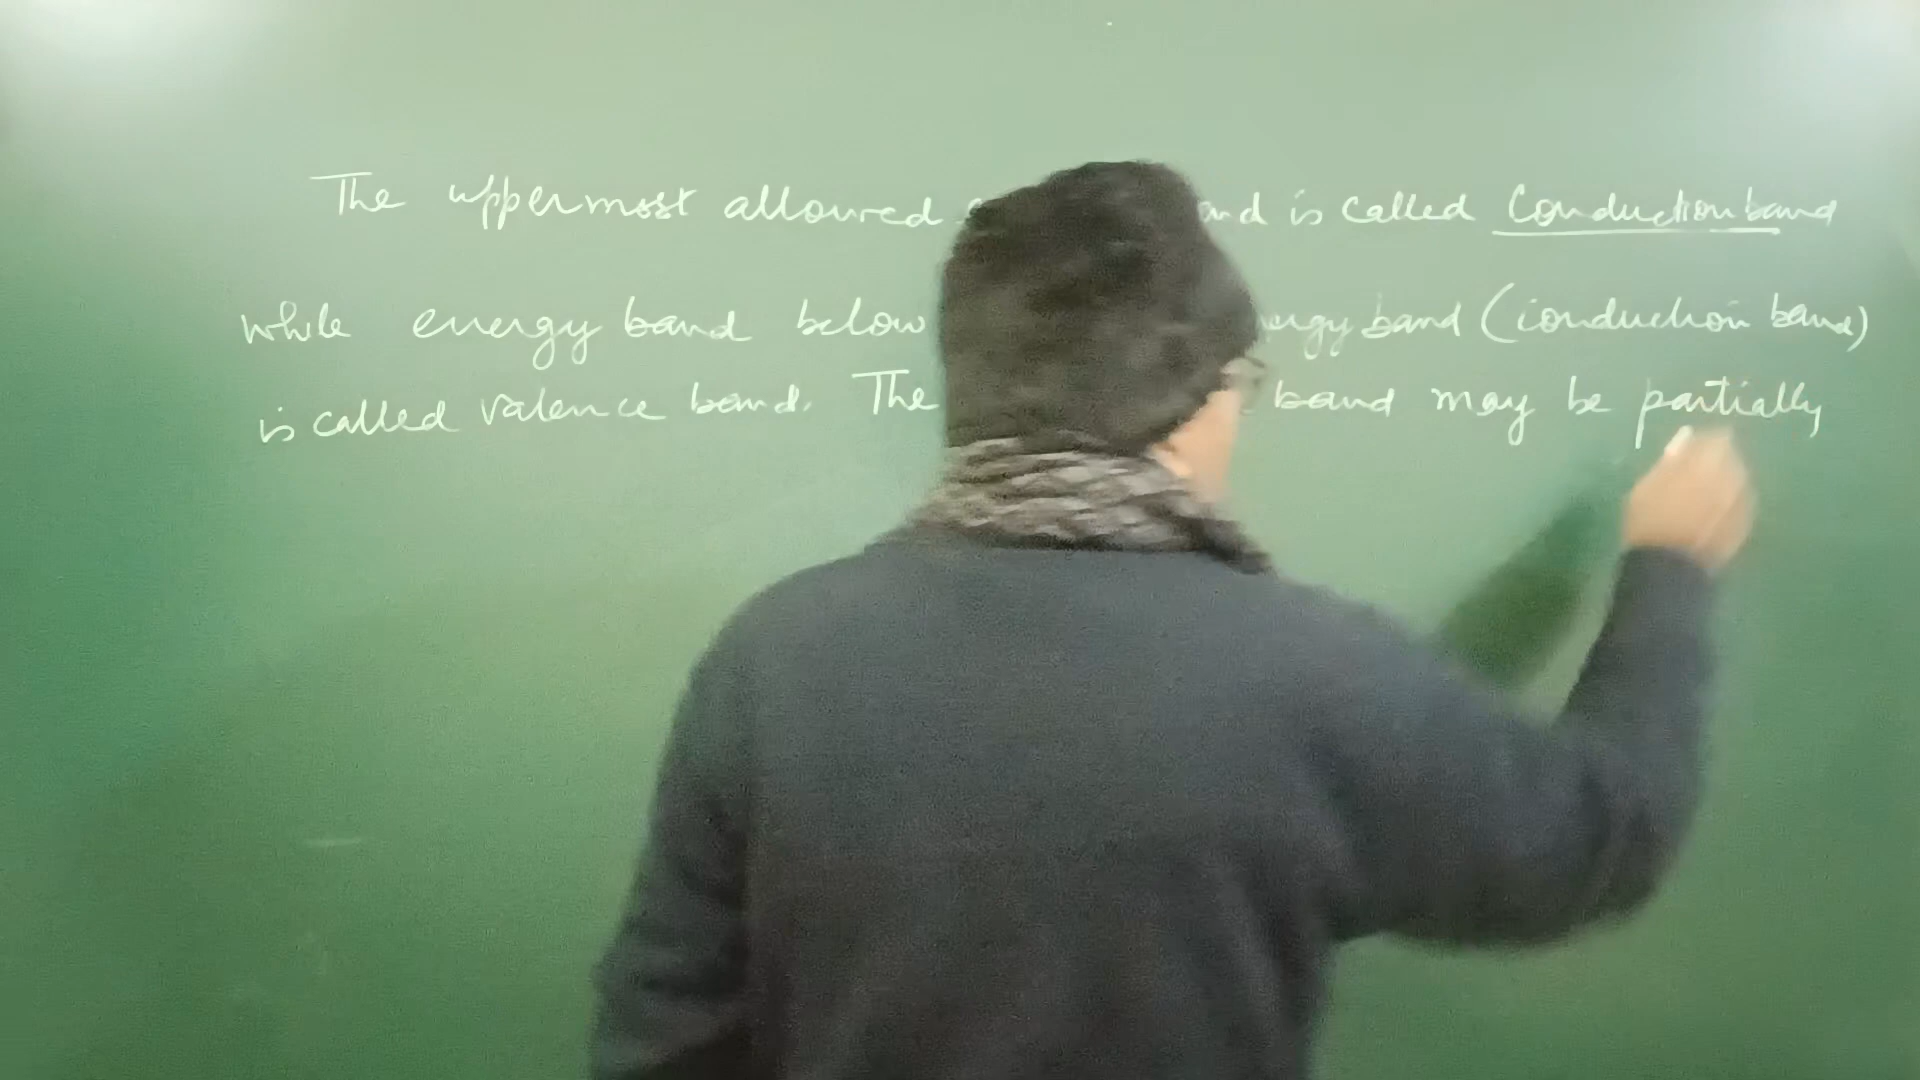 The uppermost allowed and is called Conduction band
while energy band below energy band (conduction band)
is called valence band. The band may be partially